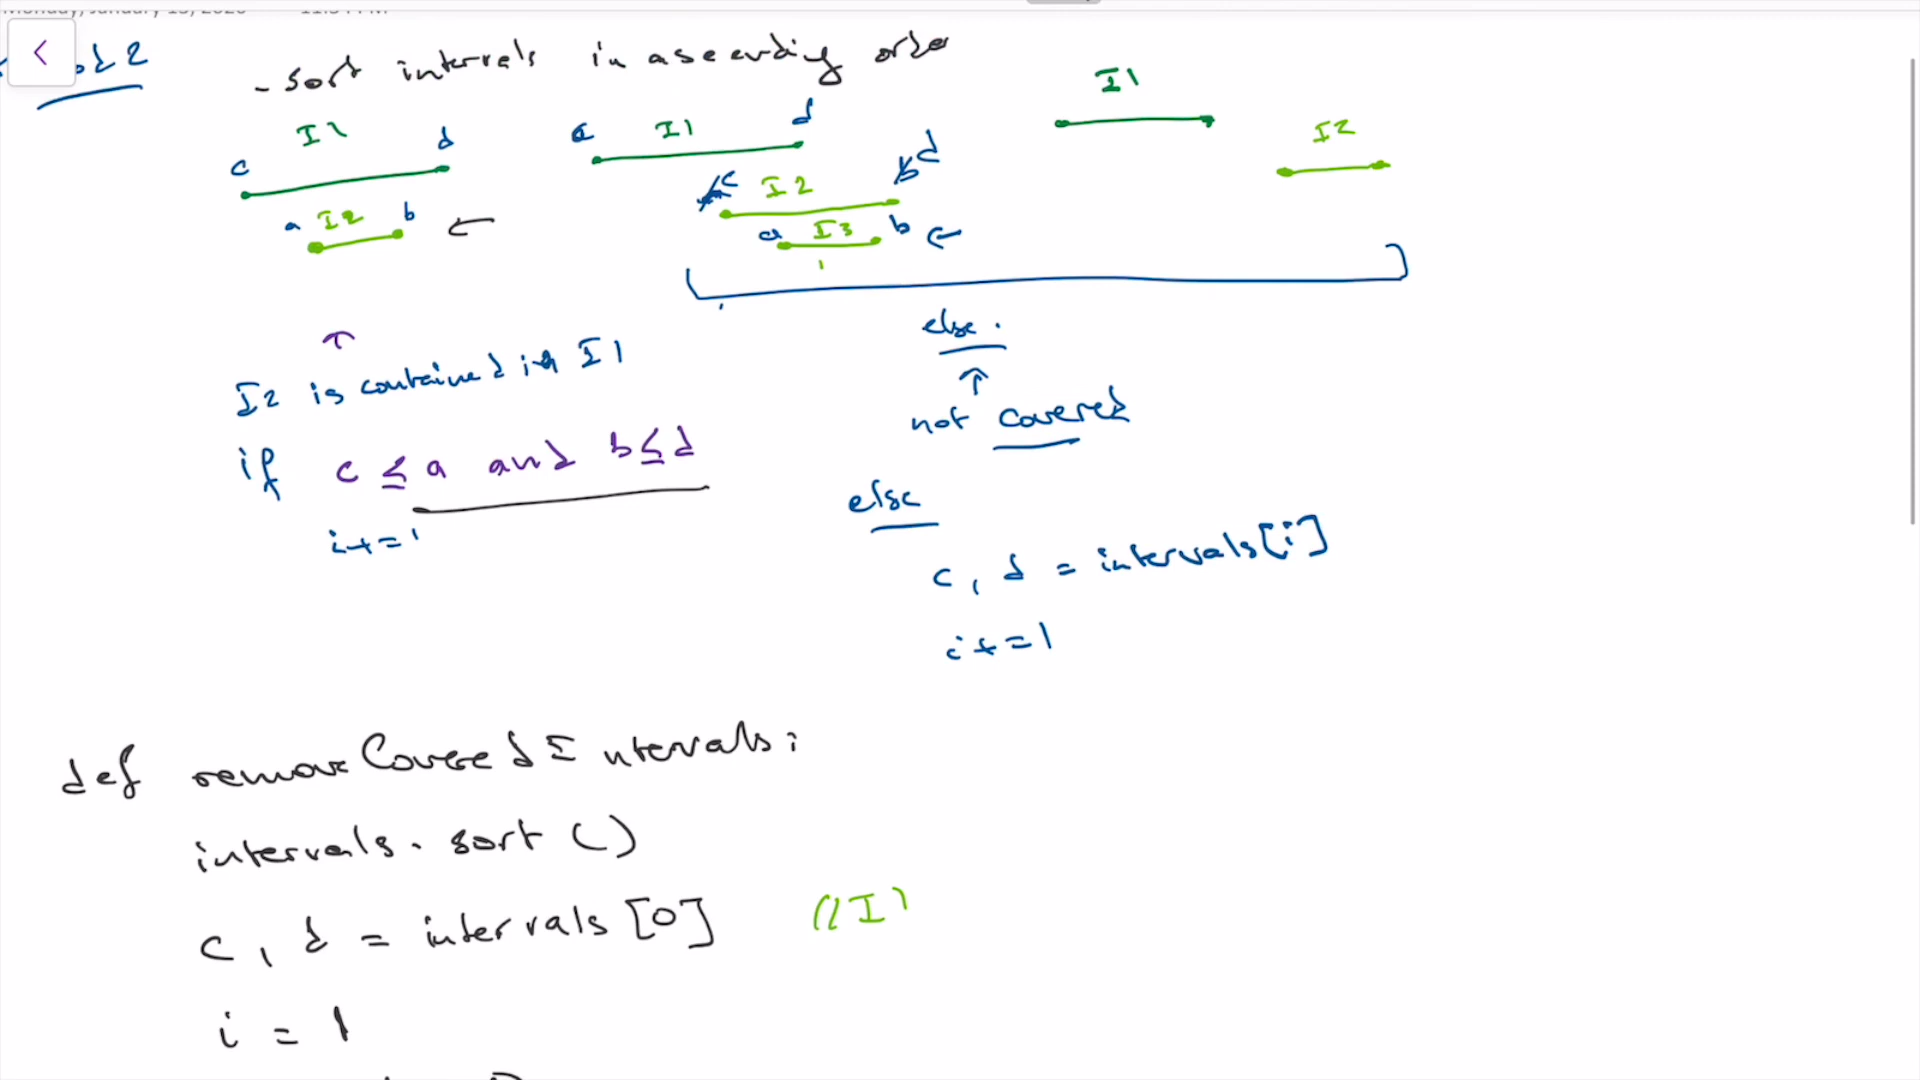 - sort intervals in ascending order
I1
c d
I2
a b
I1
c d
I2
c b d
I3
a b
I1
I2
I2 is contained in I1
if c ≤ a and b ≤ d
i+=1
else.
not covered
else
c, d = intervals[i]
i+=1
def removeCoveredIntervals:
intervals.sort()
c, d = intervals[0] //I1
i = 1